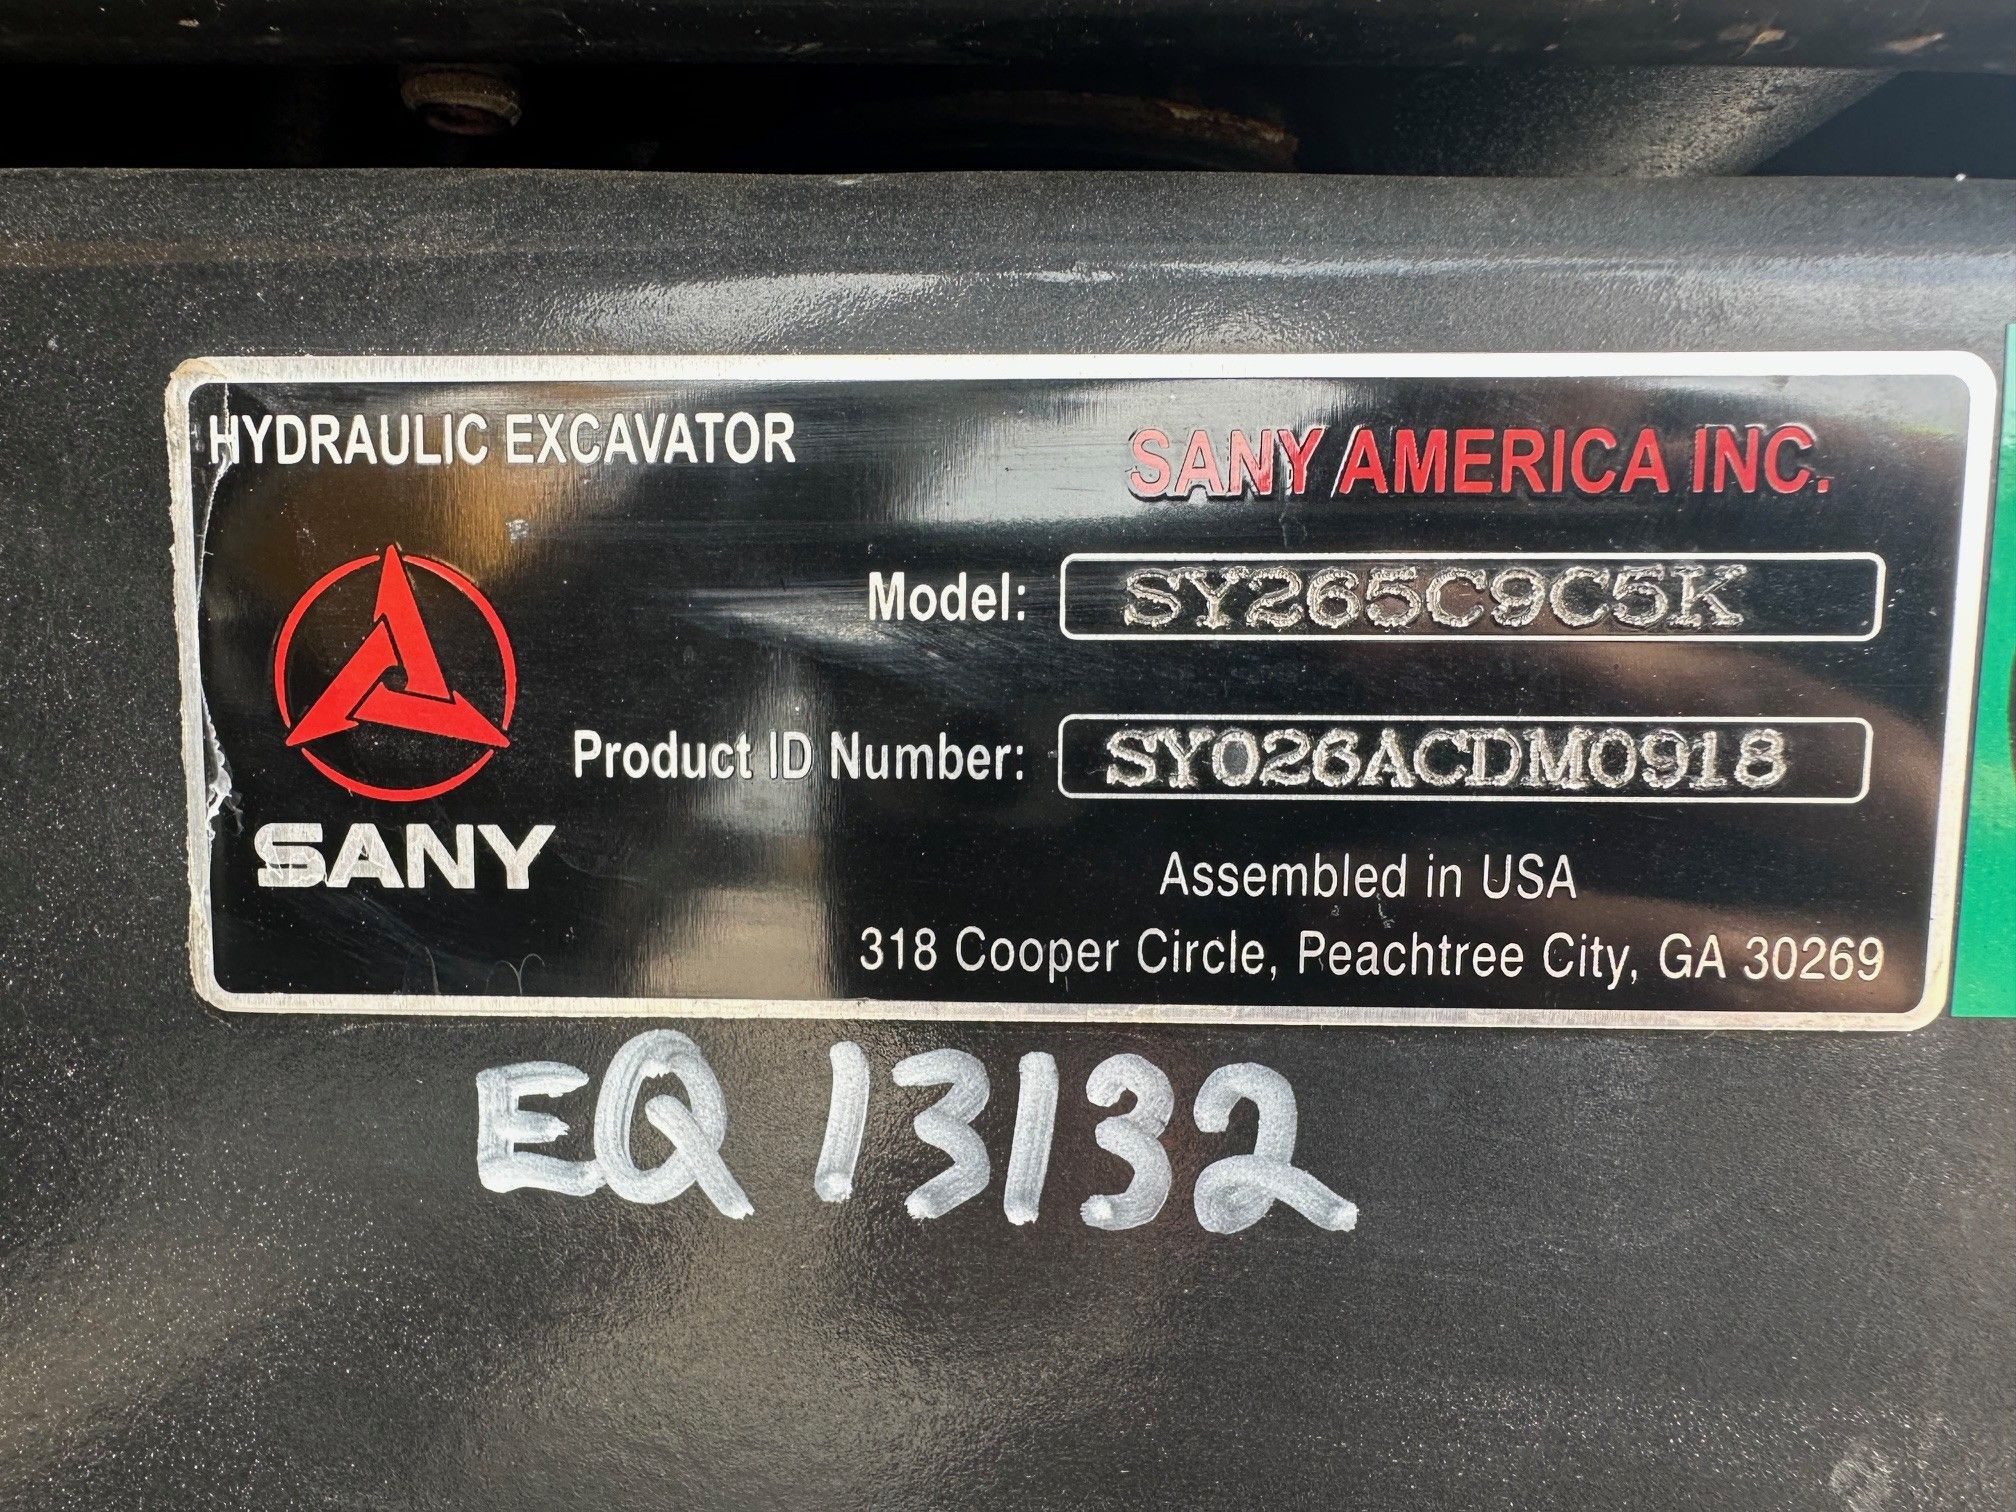 HYDRAULIC EXCAVATOR
SANY AMERICA INC.
Model: SY265C9C5K
Product ID Number: SY026ACDM0918
SANY
Assembled in USA
318 Cooper Circle, Peachtree City, GA 30269
EQ 13132